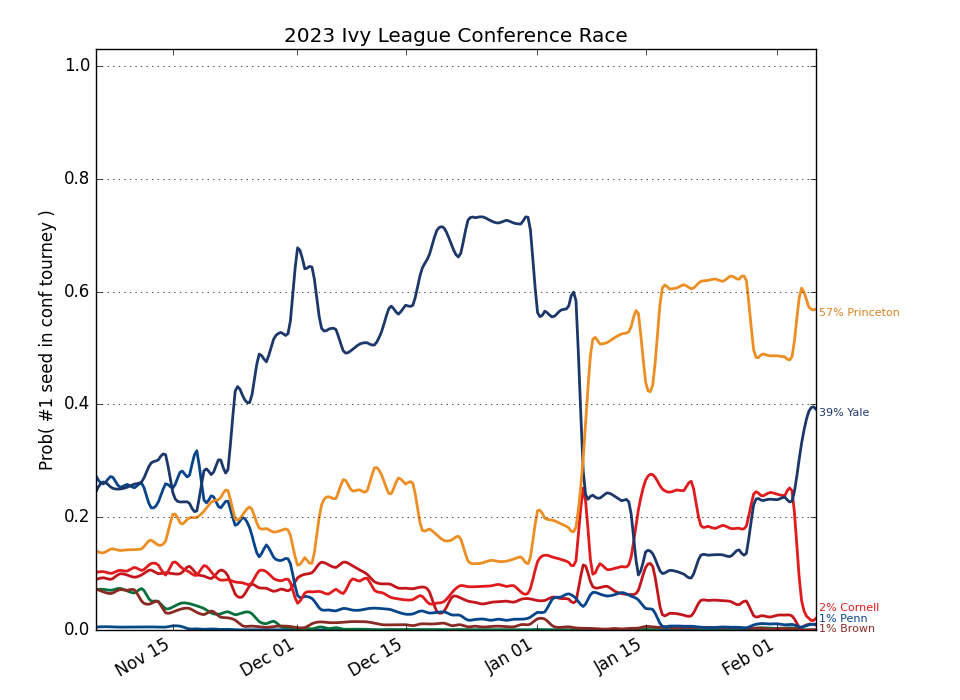 2023 Ivy League Conference Race
Prob( #1 seed in conf tourney )
1.0
0.8
0.6
0.4
0.2
0.0
Nov 15
Dec 01
Dec 15
Jan 01
Jan 15
Feb 01
57% Princeton
39% Yale
2% Cornell
1% Penn
1% Brown